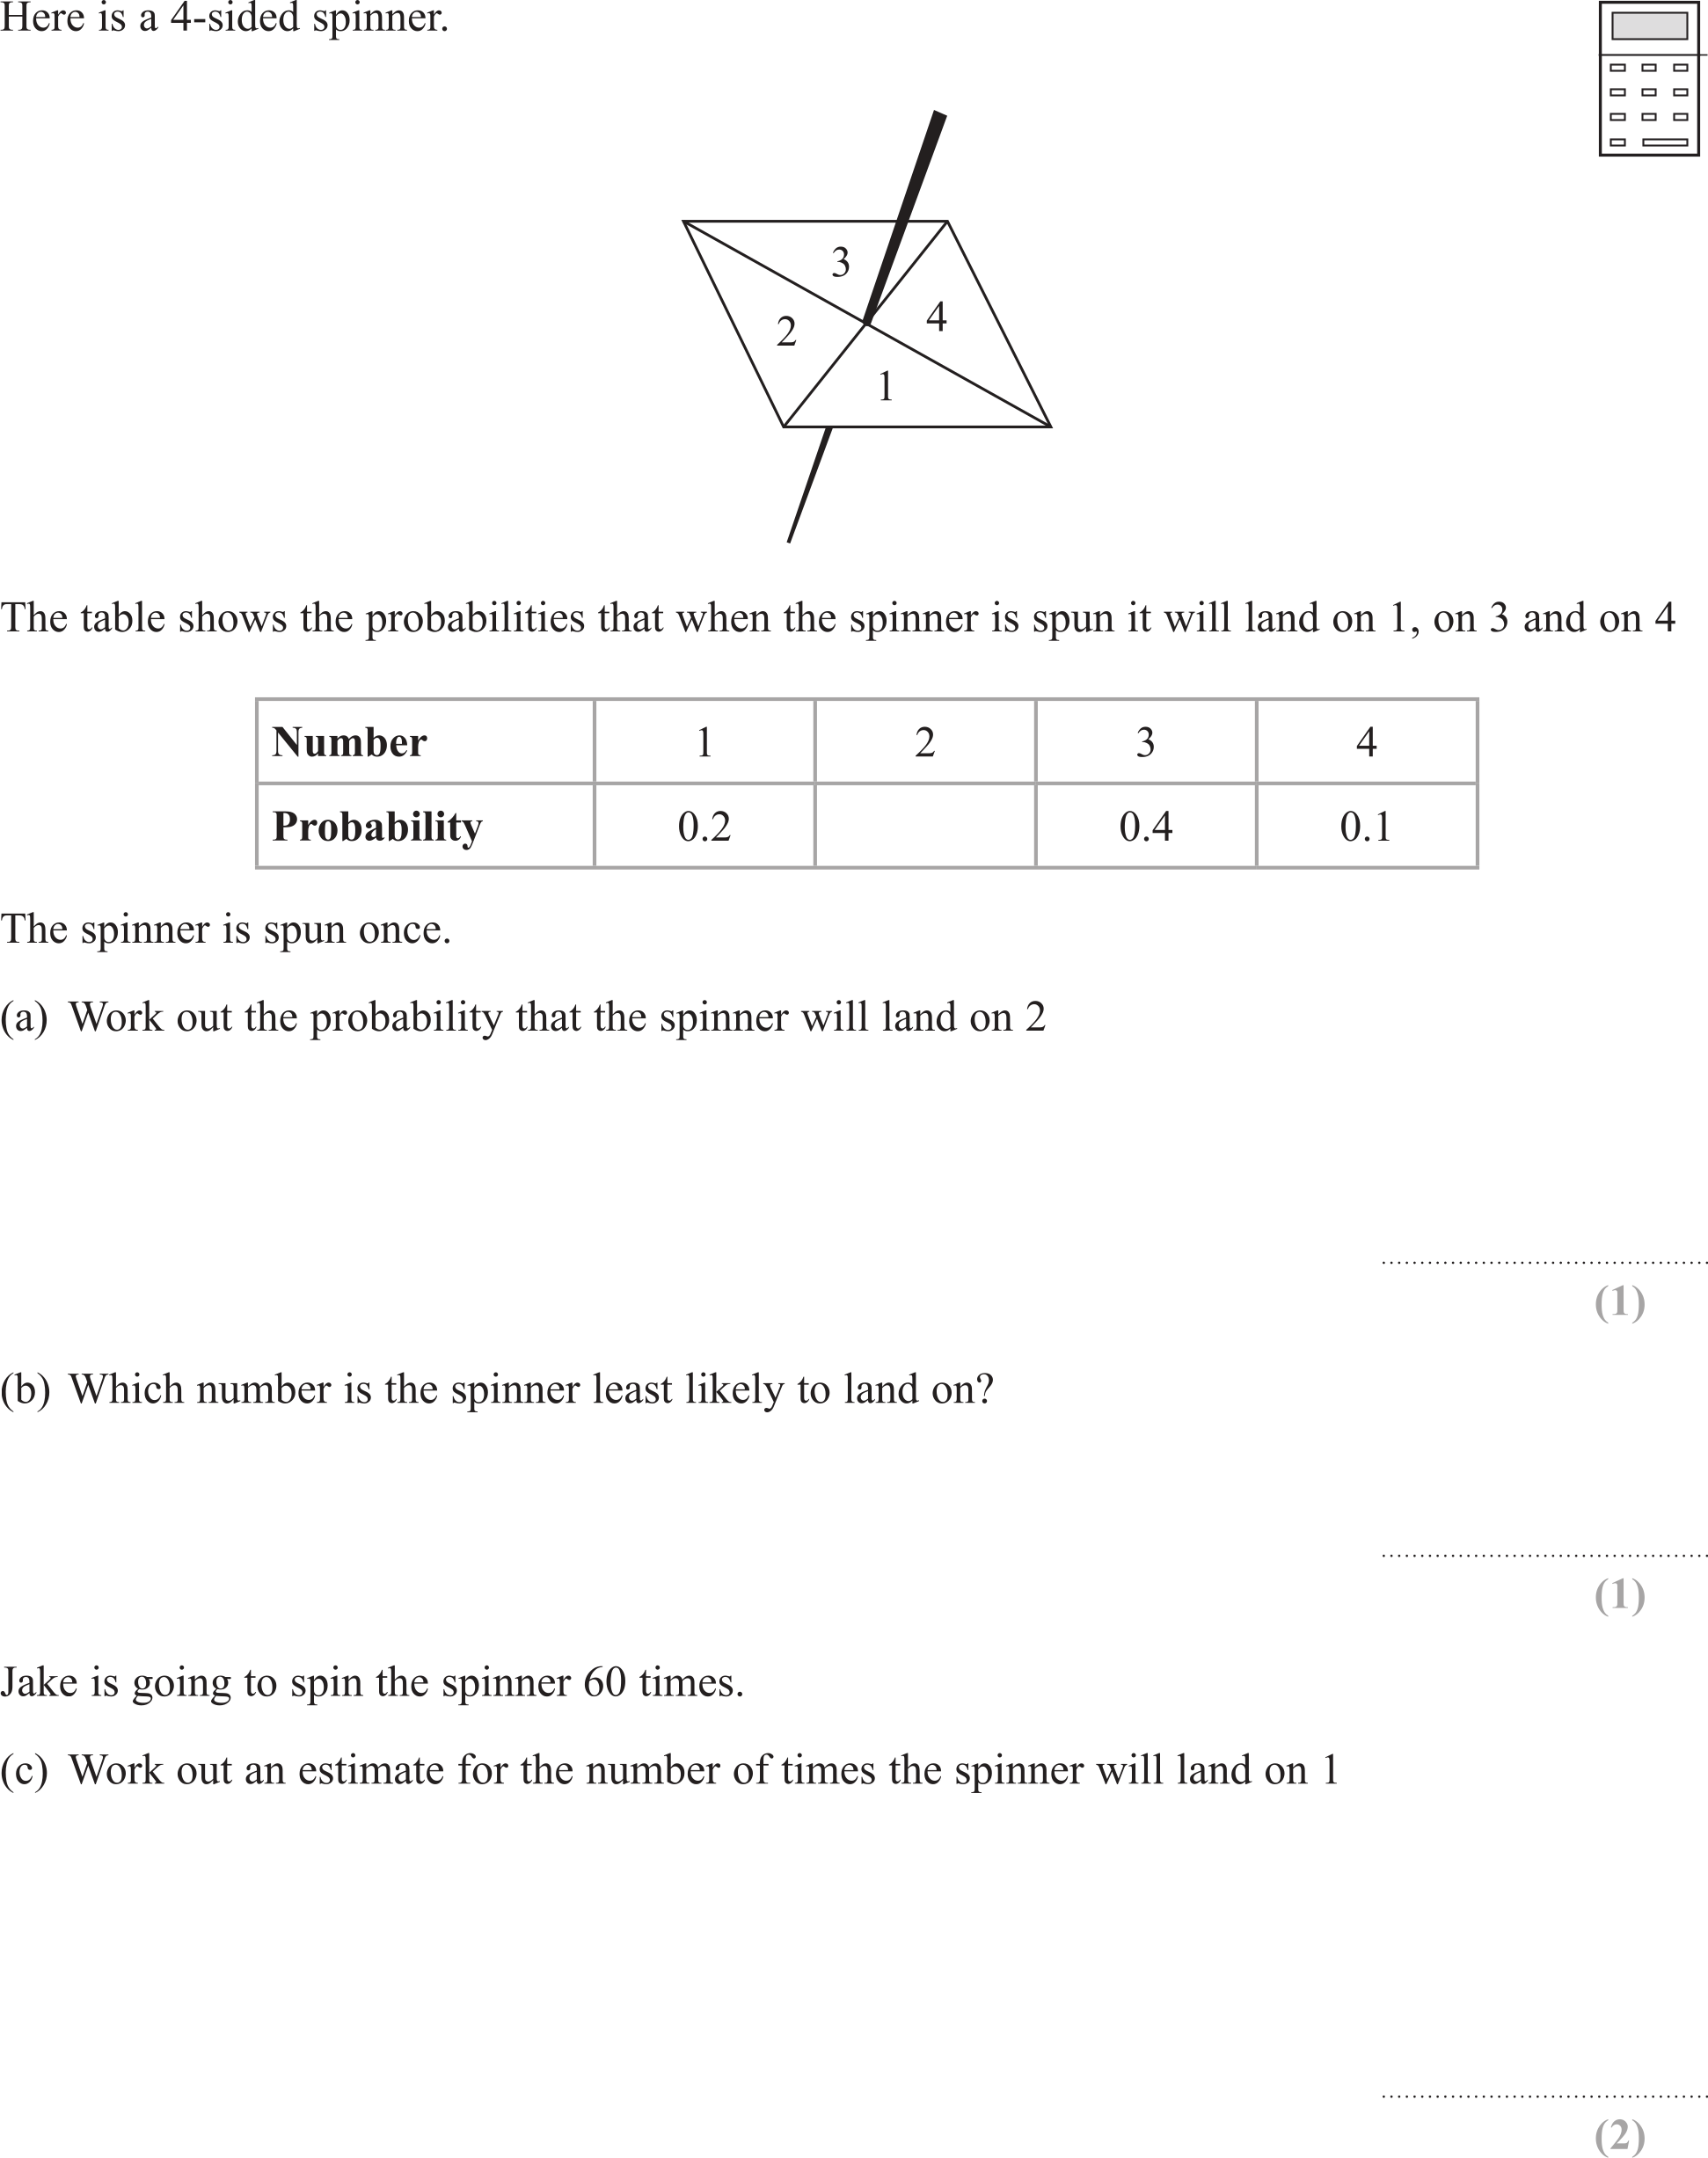 Here is a 4-sided spinner.
3
4
2
1
The table shows the probabilities that when the spinner is spun it will land on 1, on 3 and on 4
Number 1 2 3 4
Probability 0.2 0.4 0.1
The spinner is spun once.
(a) Work out the probability that the spinner will land on 2
(1)
(b) Which number is the spinner least likely to land on?
(1)
Jake is going to spin the spinner 60 times.
(c) Work out an estimate for the number of times the spinner will land on 1
(2)